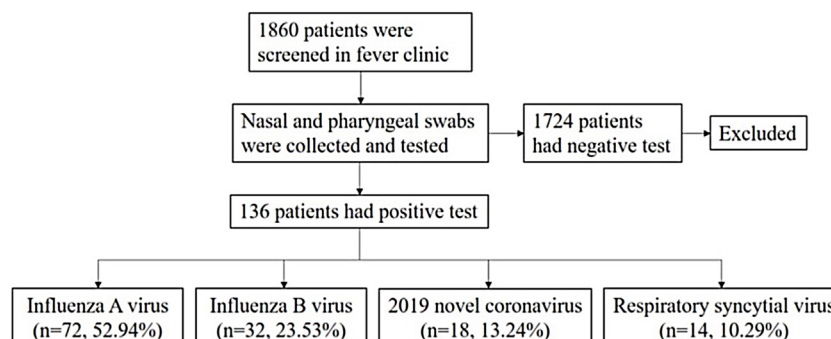 1860 patients were
screened in fever clinic
Nasal and pharyngeal swabs
were collected and tested
1724 patients
had negative test
Excluded
136 patients had positive test
Influenza A virus
(n=72, 52.94%)
Influenza B virus
(n=32, 23.53%)
2019 novel coronavirus
(n=18, 13.24%)
Respiratory syncytial virus
(n=14, 10.29%)